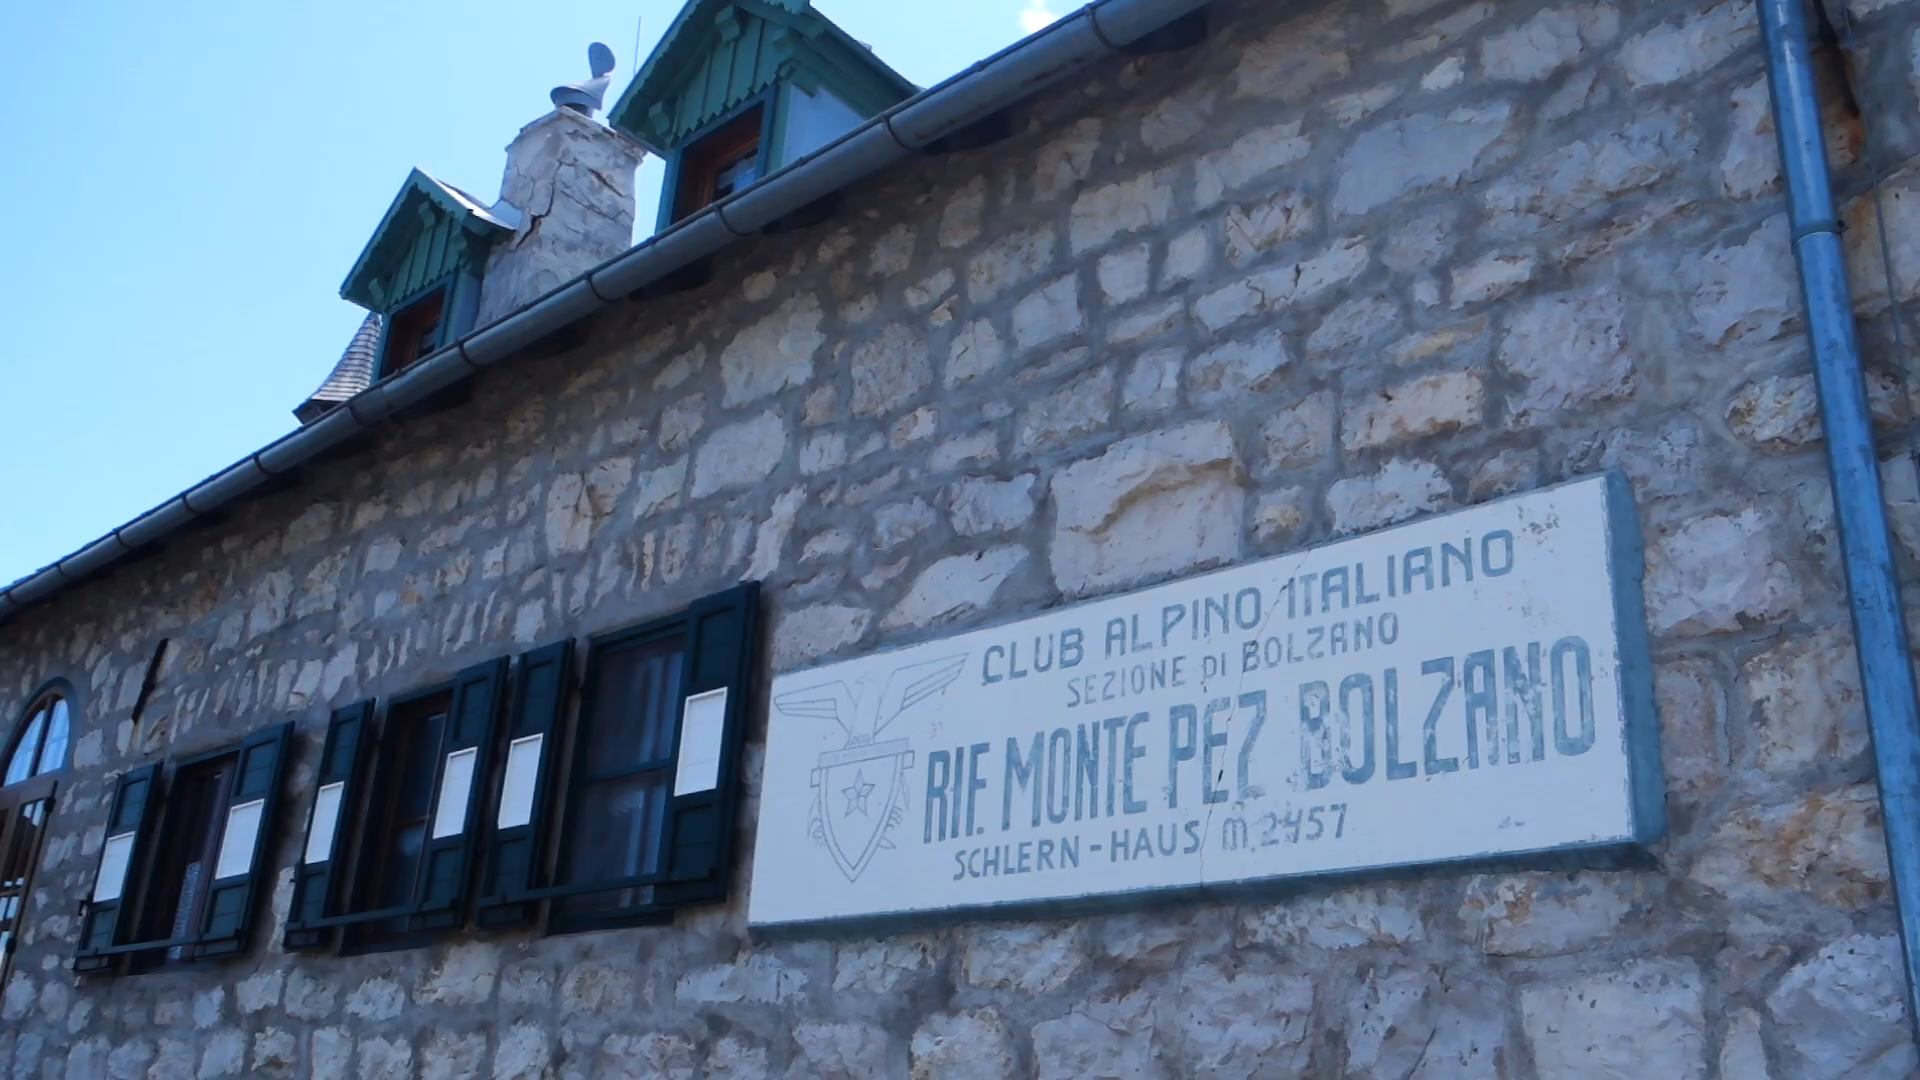 CLUB ALPINO ITALIANO
SEZIONE DI BOLZANO
RIF. MONTE PEZ BOLZANO
SCHLERN-HAUS m. 2457